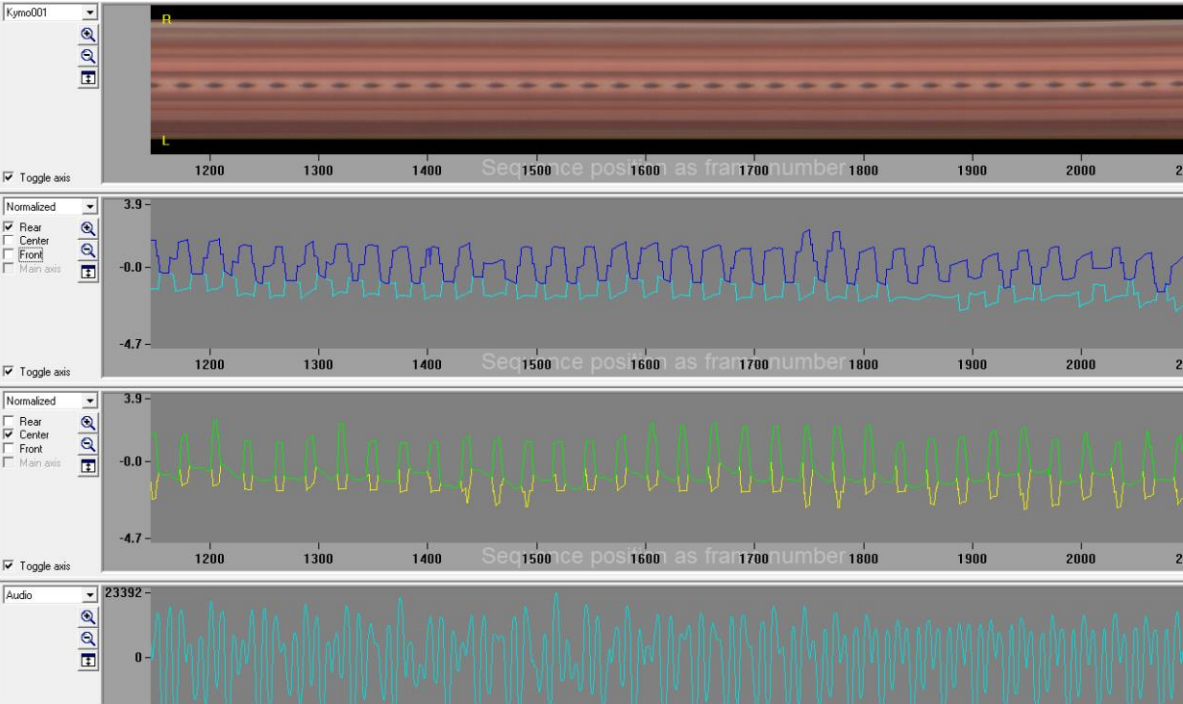 Kymo001
R
L
Toggle axis
1200 1300 1400 1500 1600 1700 1800 1900 2000 2
Sequence position as frame number
Normalized
Rear
Center
Front
Main axis
3.9
-0.0
-4.7
Toggle axis
1200 1300 1400 1500 1600 1700 1800 1900 2000 2
Sequence position as frame number
Normalized
Rear
Center
Front
Main axis
3.9
-0.0
-4.7
Toggle axis
1200 1300 1400 1500 1600 1700 1800 1900 2000 2
Sequence position as frame number
Audio
23392
0